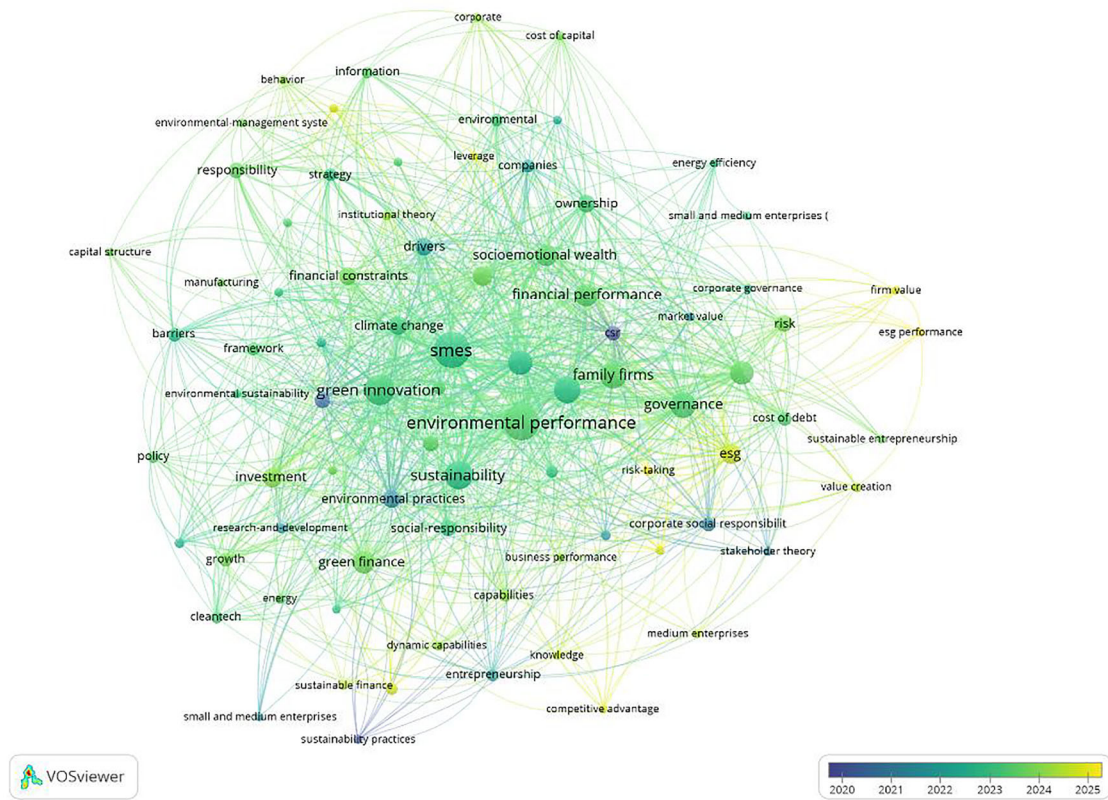 corporate
cost of capital
behavior
information
environmental-management syste
environmental
leverage
companies
energy efficiency
responsibility
strategy
ownership
institutional theory
small and medium enterprises (
drivers
capital structure
socioemotional wealth
financial constraints
manufacturing
financial performance
corporate governance
firm value
market value
climate change
csr
risk
esg performance
barriers
framework
smes
family firms
environmental sustainability
green innovation
governance
cost of debt
environmental performance
sustainable entrepreneurship
policy
esg
investment
sustainability
risk-taking
value creation
environmental practices
research-and-development
social-responsibility
corporate social responsibilit
stakeholder theory
growth
green finance
business performance
energy
capabilities
cleantech
medium enterprises
dynamic capabilities
knowledge
sustainable finance
entrepreneurship
competitive advantage
small and medium enterprises
sustainability practices
VOSviewer
2020 2021 2022 2023 2024 2025